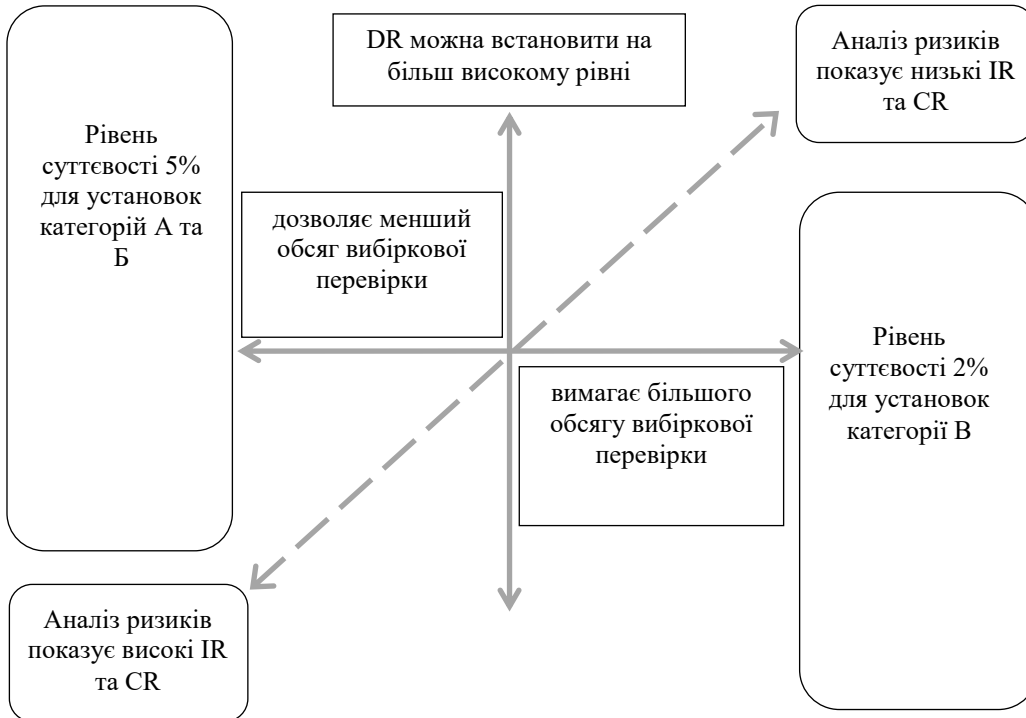 DR можна встановити на
більш високому рівні
Аналіз ризиків
показує низькі IR
та CR
Рівень
суттєвості 5%
для установок
категорій А та
Б
дозволяє менший
обсяг вибіркової
перевірки
Рівень
суттєвості 2%
для установок
категорії В
вимагає більшого
обсягу вибіркової
перевірки
Аналіз ризиків
показує високі IR
та CR